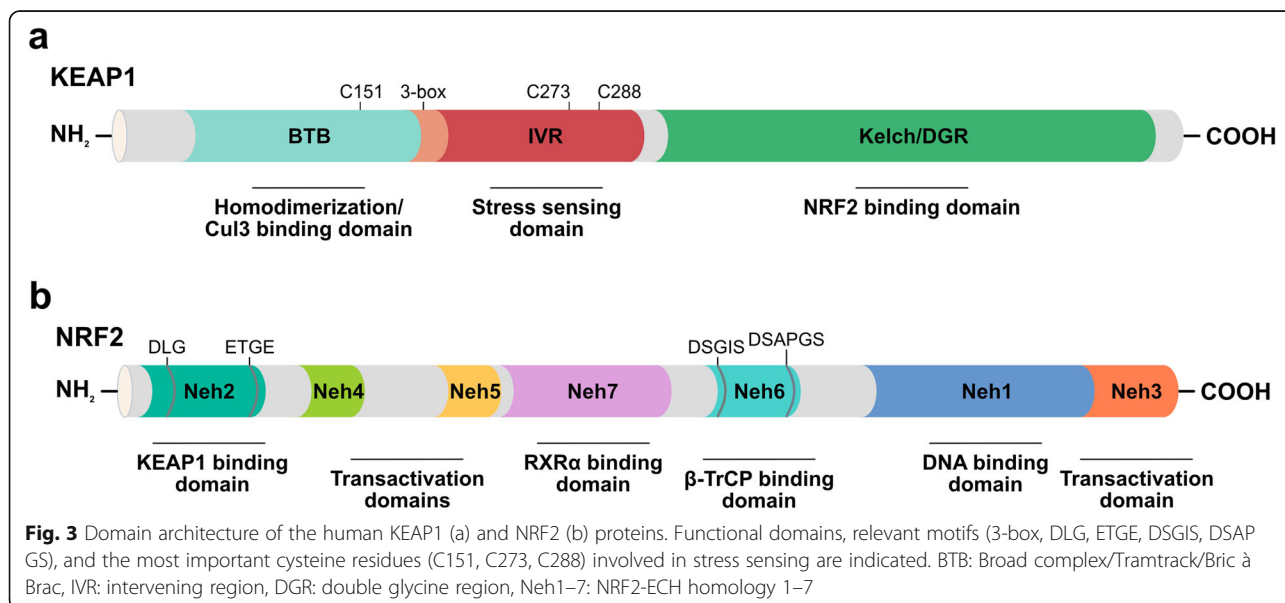 a
KEAP1
C151 3-box C273 C288
NH₂ BTB IVR Kelch/DGR COOH
Homodimerization/
Cul3 binding domain
Stress sensing
domain
NRF2 binding domain
b
NRF2
DLG ETGE DSGIS DSAPGS
NH₂ Neh2 Neh4 Neh5 Neh7 Neh6 Neh1 Neh3 COOH
KEAP1 binding
domain
Transactivation
domains
RXRα binding
domain
β-TrCP binding
domain
DNA binding
domain
Transactivation
domain
Fig. 3 Domain architecture of the human KEAP1 (a) and NRF2 (b) proteins. Functional domains, relevant motifs (3-box, DLG, ETGE, DSGIS, DSAP
GS), and the most important cysteine residues (C151, C273, C288) involved in stress sensing are indicated. BTB: Broad complex/Tramtrack/Bric à
Brac, IVR: intervening region, DGR: double glycine region, Neh1–7: NRF2-ECH homology 1–7